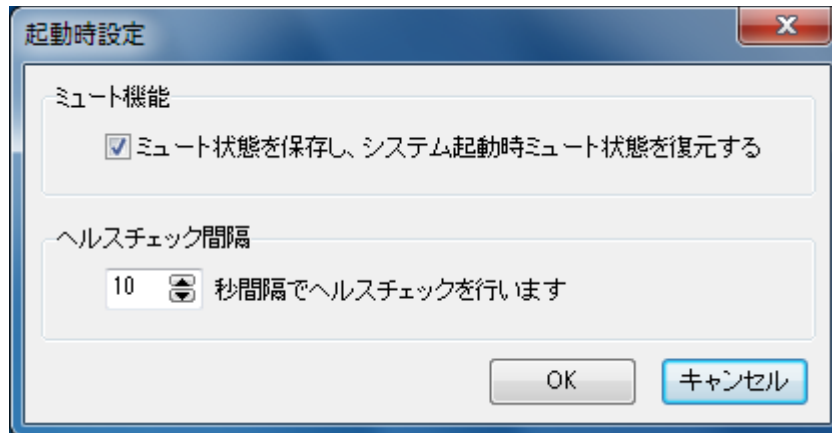 起動時設定
ミュート機能
ミュート状態を保存し、システム起動時ミュート状態を復元する
ヘルスチェック間隔
10 秒間隔でヘルスチェックを行います
OK キャンセル